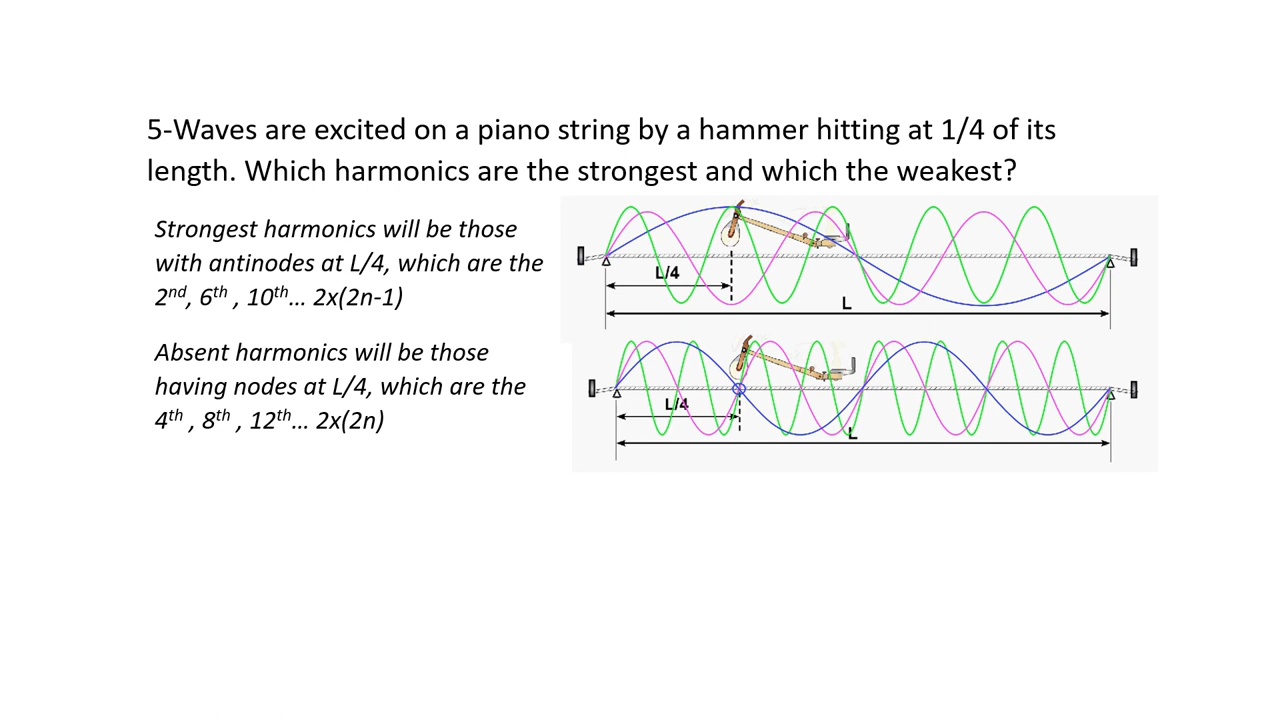 5-Waves are excited on a piano string by a hammer hitting at 1/4 of its
length. Which harmonics are the strongest and which the weakest?
Strongest harmonics will be those
with antinodes at L/4, which are the
2nd, 6th , 10th... 2x(2n-1)
Absent harmonics will be those
having nodes at L/4, which are the
4th , 8th , 12th... 2x(2n)
L/4
L
L/4
L